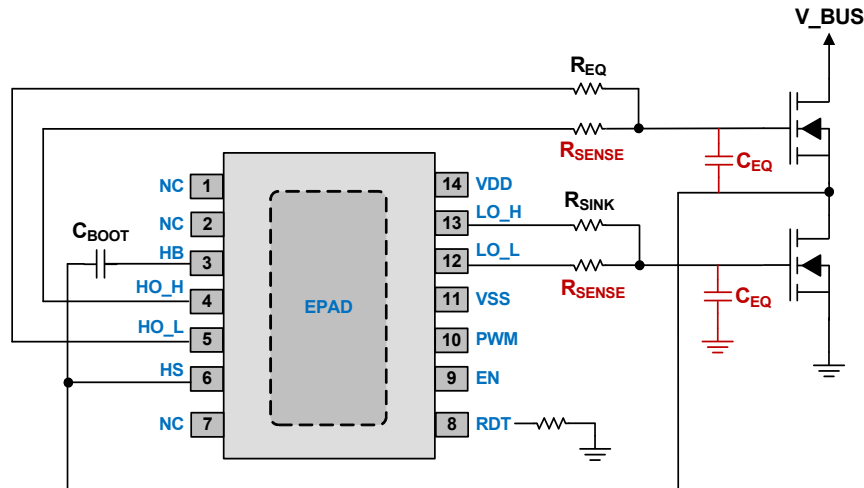 V_BUS
R_EQ
R_SENSE
C_EQ
NC 1
14 VDD
NC 2
13 LO_H
R_SINK
C_BOOT
HB 3
12 LO_L
R_SENSE
C_EQ
HO_H 4
11 VSS
EPAD
HO_L 5
10 PWM
HS 6
9 EN
NC 7
8 RDT